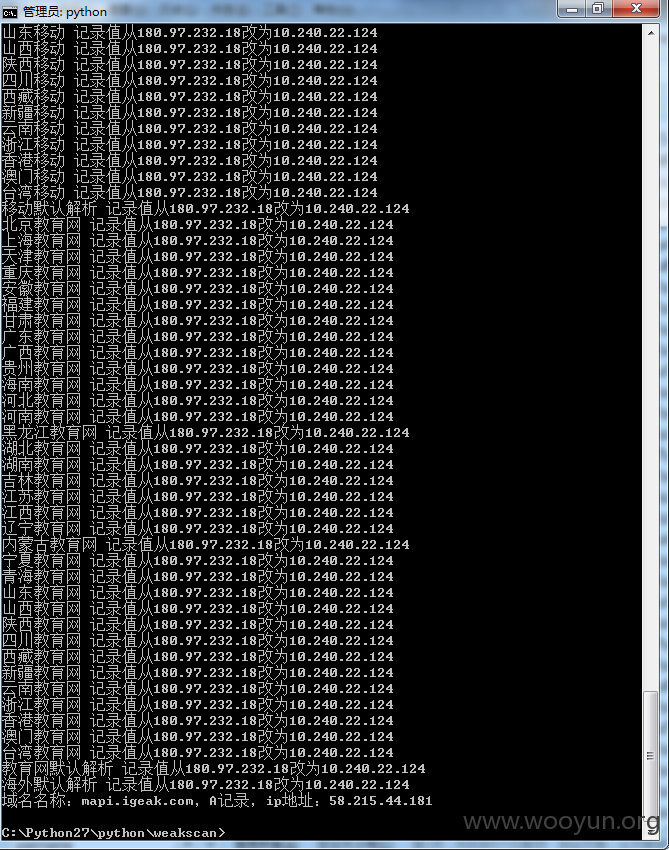 管理员: python
山东移动 记录值从180.97.232.18改为10.240.22.124
山西移动 记录值从180.97.232.18改为10.240.22.124
陕西移动 记录值从180.97.232.18改为10.240.22.124
四川移动 记录值从180.97.232.18改为10.240.22.124
西藏移动 记录值从180.97.232.18改为10.240.22.124
新疆移动 记录值从180.97.232.18改为10.240.22.124
云南移动 记录值从180.97.232.18改为10.240.22.124
浙江移动 记录值从180.97.232.18改为10.240.22.124
香港移动 记录值从180.97.232.18改为10.240.22.124
澳门移动 记录值从180.97.232.18改为10.240.22.124
台湾移动 记录值从180.97.232.18改为10.240.22.124
移动默认解析 记录值从180.97.232.18改为10.240.22.124
北京教育网 记录值从180.97.232.18改为10.240.22.124
上海教育网 记录值从180.97.232.18改为10.240.22.124
天津教育网 记录值从180.97.232.18改为10.240.22.124
重庆教育网 记录值从180.97.232.18改为10.240.22.124
安徽教育网 记录值从180.97.232.18改为10.240.22.124
福建教育网 记录值从180.97.232.18改为10.240.22.124
甘肃教育网 记录值从180.97.232.18改为10.240.22.124
广东教育网 记录值从180.97.232.18改为10.240.22.124
广西教育网 记录值从180.97.232.18改为10.240.22.124
贵州教育网 记录值从180.97.232.18改为10.240.22.124
海南教育网 记录值从180.97.232.18改为10.240.22.124
河北教育网 记录值从180.97.232.18改为10.240.22.124
河南教育网 记录值从180.97.232.18改为10.240.22.124
黑龙江教育网 记录值从180.97.232.18改为10.240.22.124
湖北教育网 记录值从180.97.232.18改为10.240.22.124
湖南教育网 记录值从180.97.232.18改为10.240.22.124
吉林教育网 记录值从180.97.232.18改为10.240.22.124
江苏教育网 记录值从180.97.232.18改为10.240.22.124
江西教育网 记录值从180.97.232.18改为10.240.22.124
辽宁教育网 记录值从180.97.232.18改为10.240.22.124
内蒙古教育网 记录值从180.97.232.18改为10.240.22.124
宁夏教育网 记录值从180.97.232.18改为10.240.22.124
青海教育网 记录值从180.97.232.18改为10.240.22.124
山东教育网 记录值从180.97.232.18改为10.240.22.124
山西教育网 记录值从180.97.232.18改为10.240.22.124
陕西教育网 记录值从180.97.232.18改为10.240.22.124
四川教育网 记录值从180.97.232.18改为10.240.22.124
西藏教育网 记录值从180.97.232.18改为10.240.22.124
新疆教育网 记录值从180.97.232.18改为10.240.22.124
云南教育网 记录值从180.97.232.18改为10.240.22.124
浙江教育网 记录值从180.97.232.18改为10.240.22.124
香港教育网 记录值从180.97.232.18改为10.240.22.124
澳门教育网 记录值从180.97.232.18改为10.240.22.124
台湾教育网 记录值从180.97.232.18改为10.240.22.124
教育网默认解析 记录值从180.97.232.18改为10.240.22.124
海外默认解析 记录值从180.97.232.18改为10.240.22.124
域名名称：mapi.igeak.com，A记录，ip地址：58.215.44.181
C:\Python27\python\weakscan>
www.wooyun.org